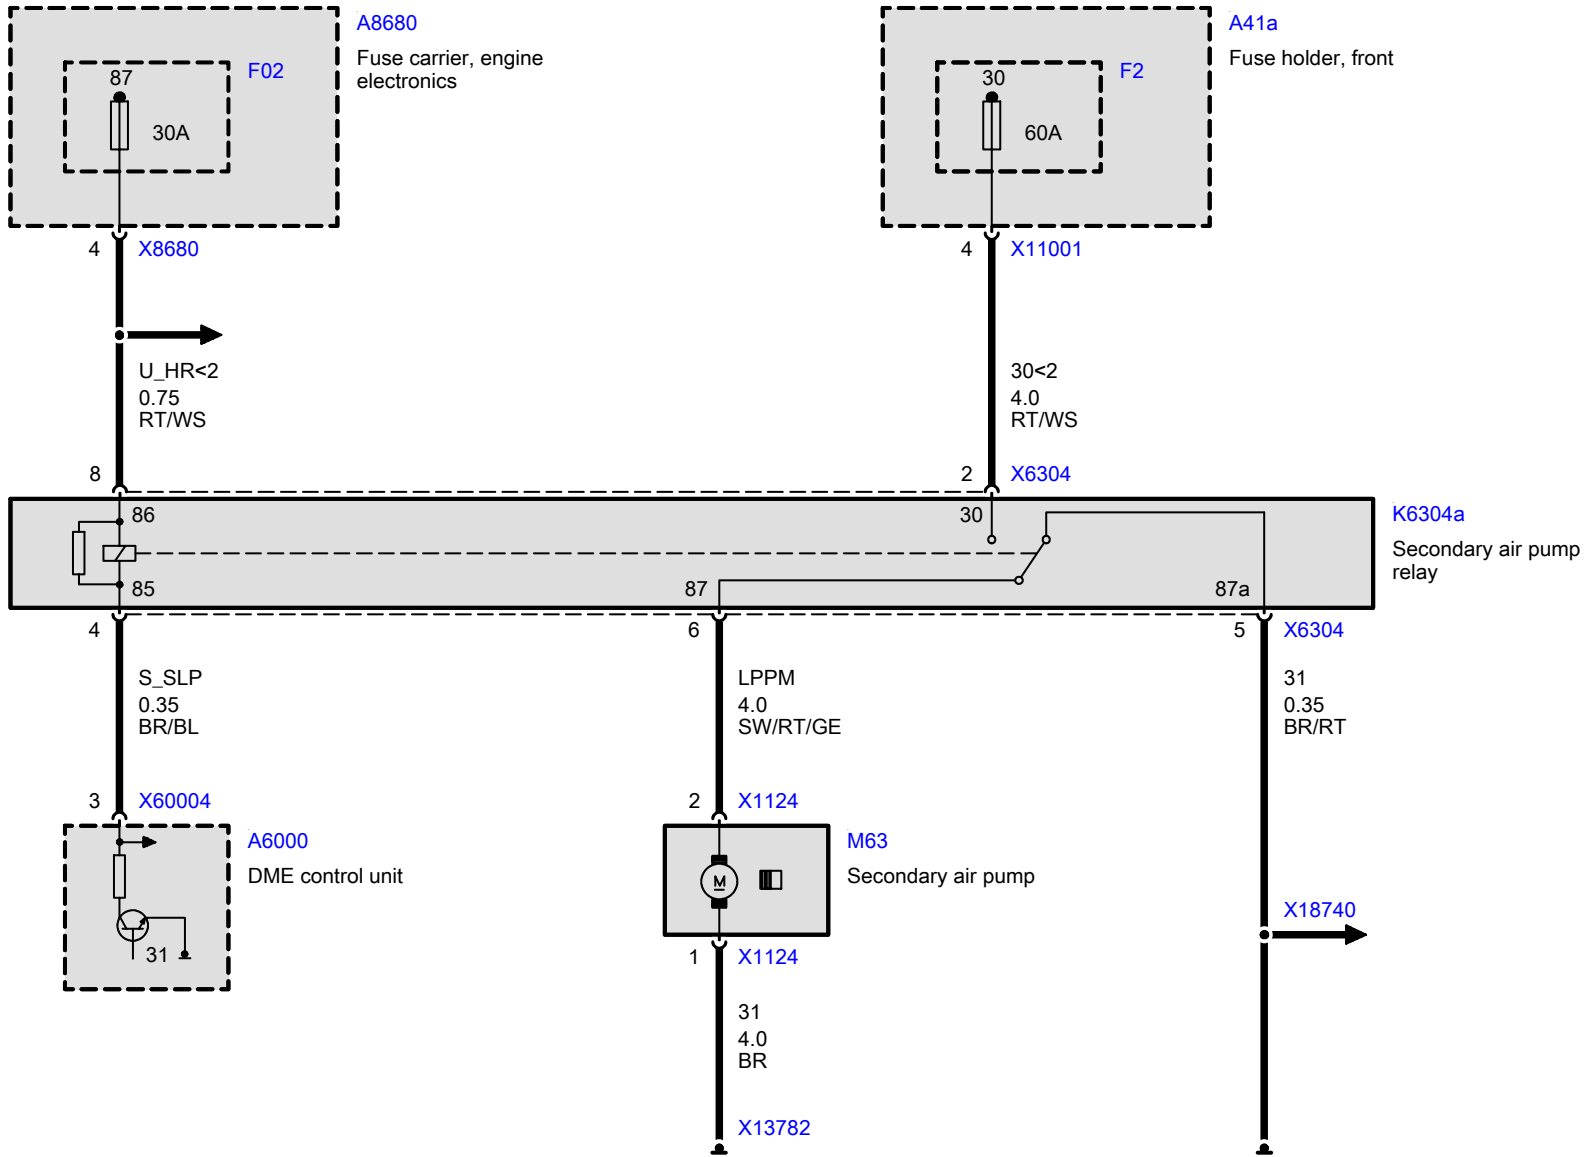 A8680
Fuse carrier, engine
electronics
F02
87
30A
A41a
Fuse holder, front
F2
30
60A
4 X8680
4 X11001
U_HR<2
0.75
RT/WS
30<2
4.0
RT/WS
8
2 X6304
86
30
85
87
87a
K6304a
Secondary air pump
relay
4
6
5 X6304
S_SLP
0.35
BR/BL
LPPM
4.0
SW/RT/GE
31
0.35
BR/RT
3 X60004
2 X1124
A6000
DME control unit
31
M63
Secondary air pump
M
X18740
1 X1124
31
4.0
BR
X13782